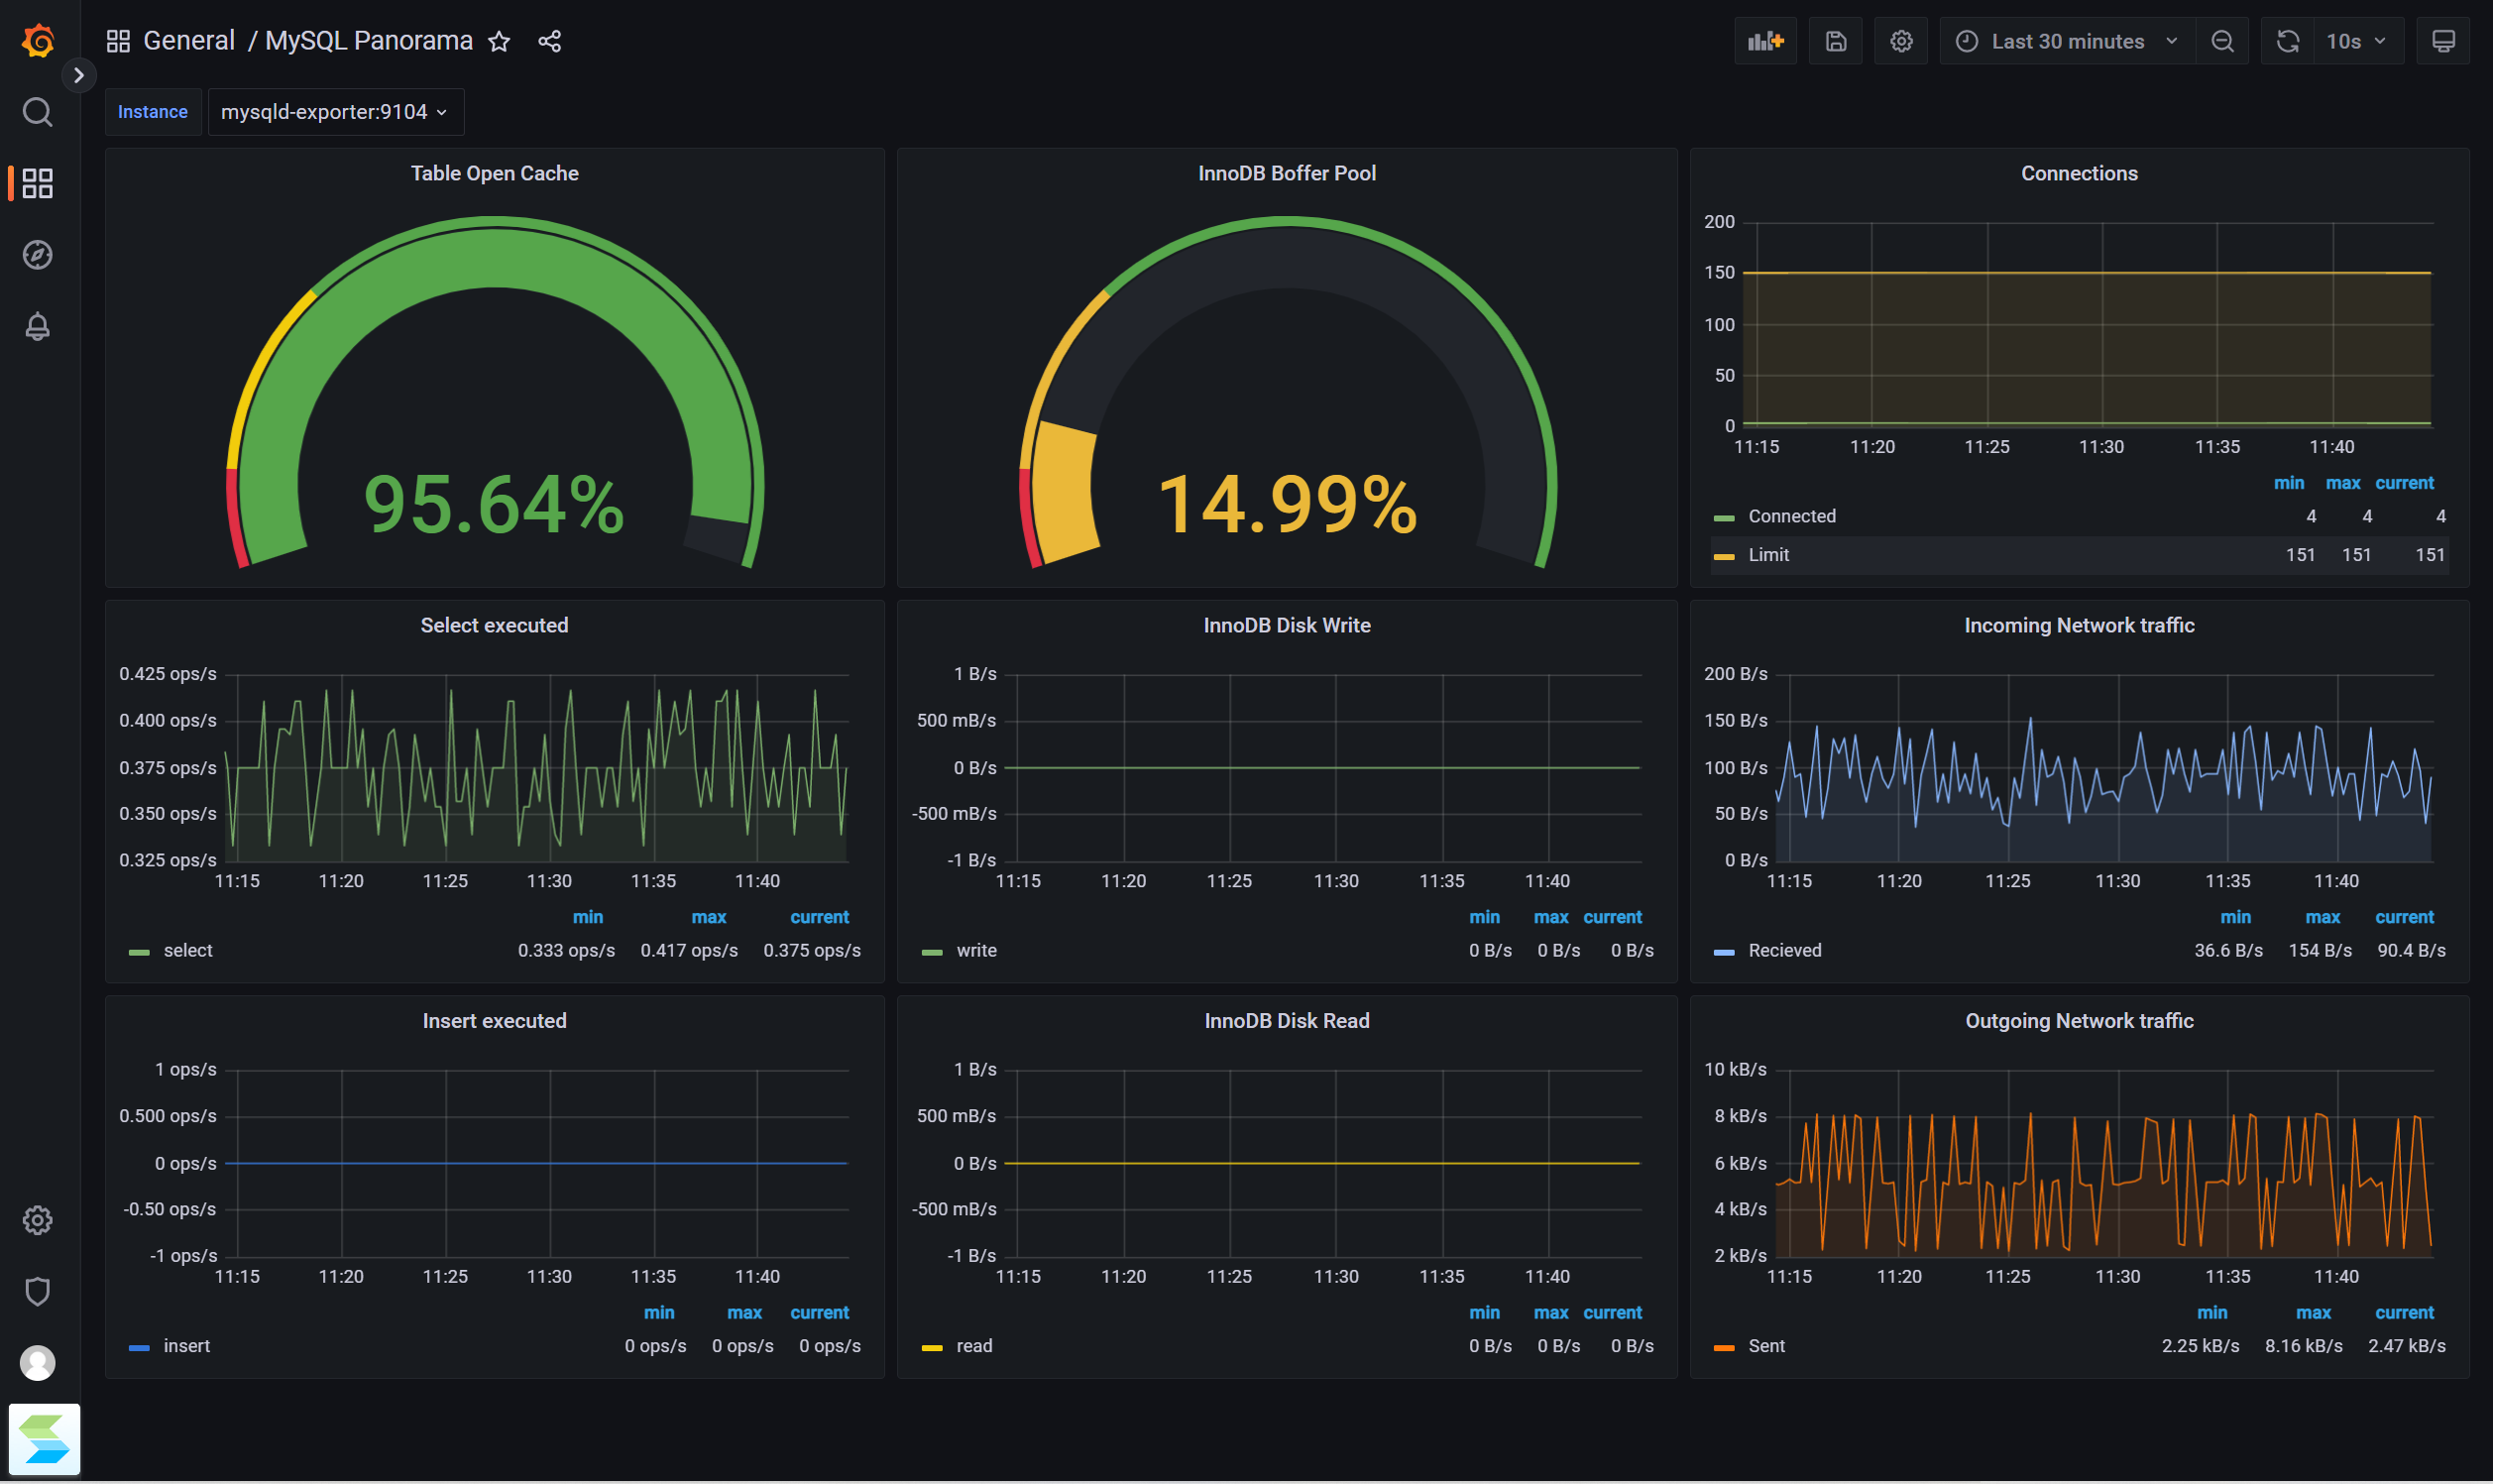 General / MySQL Panorama
Last 30 minutes
10s
Instance
mysqld-exporter:9104
Table Open Cache
95.64%
InnoDB Boffer Pool
14.99%
Connections
200
150
100
50
0
11:15 11:20 11:25 11:30 11:35 11:40
min max current
Connected 4 4 4
Limit 151 151 151
Select executed
0.425 ops/s
0.400 ops/s
0.375 ops/s
0.350 ops/s
0.325 ops/s
11:15 11:20 11:25 11:30 11:35 11:40
min max current
select 0.333 ops/s 0.417 ops/s 0.375 ops/s
InnoDB Disk Write
1 B/s
500 mB/s
0 B/s
-500 mB/s
-1 B/s
11:15 11:20 11:25 11:30 11:35 11:40
min max current
write 0 B/s 0 B/s 0 B/s
Incoming Network traffic
200 B/s
150 B/s
100 B/s
50 B/s
0 B/s
11:15 11:20 11:25 11:30 11:35 11:40
min max current
Recieved 36.6 B/s 154 B/s 90.4 B/s
Insert executed
1 ops/s
0.500 ops/s
0 ops/s
-0.50 ops/s
-1 ops/s
11:15 11:20 11:25 11:30 11:35 11:40
min max current
insert 0 ops/s 0 ops/s 0 ops/s
InnoDB Disk Read
1 B/s
500 mB/s
0 B/s
-500 mB/s
-1 B/s
11:15 11:20 11:25 11:30 11:35 11:40
min max current
read 0 B/s 0 B/s 0 B/s
Outgoing Network traffic
10 kB/s
8 kB/s
6 kB/s
4 kB/s
2 kB/s
11:15 11:20 11:25 11:30 11:35 11:40
min max current
Sent 2.25 kB/s 8.16 kB/s 2.47 kB/s